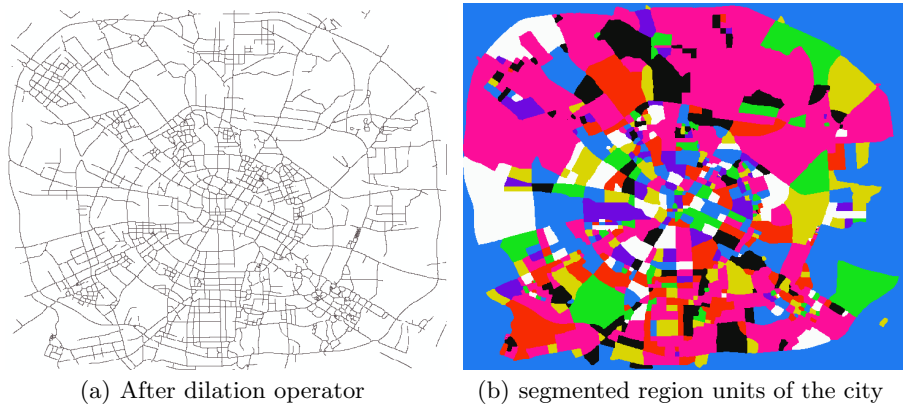 (a) After dilation operator
(b) segmented region units of the city